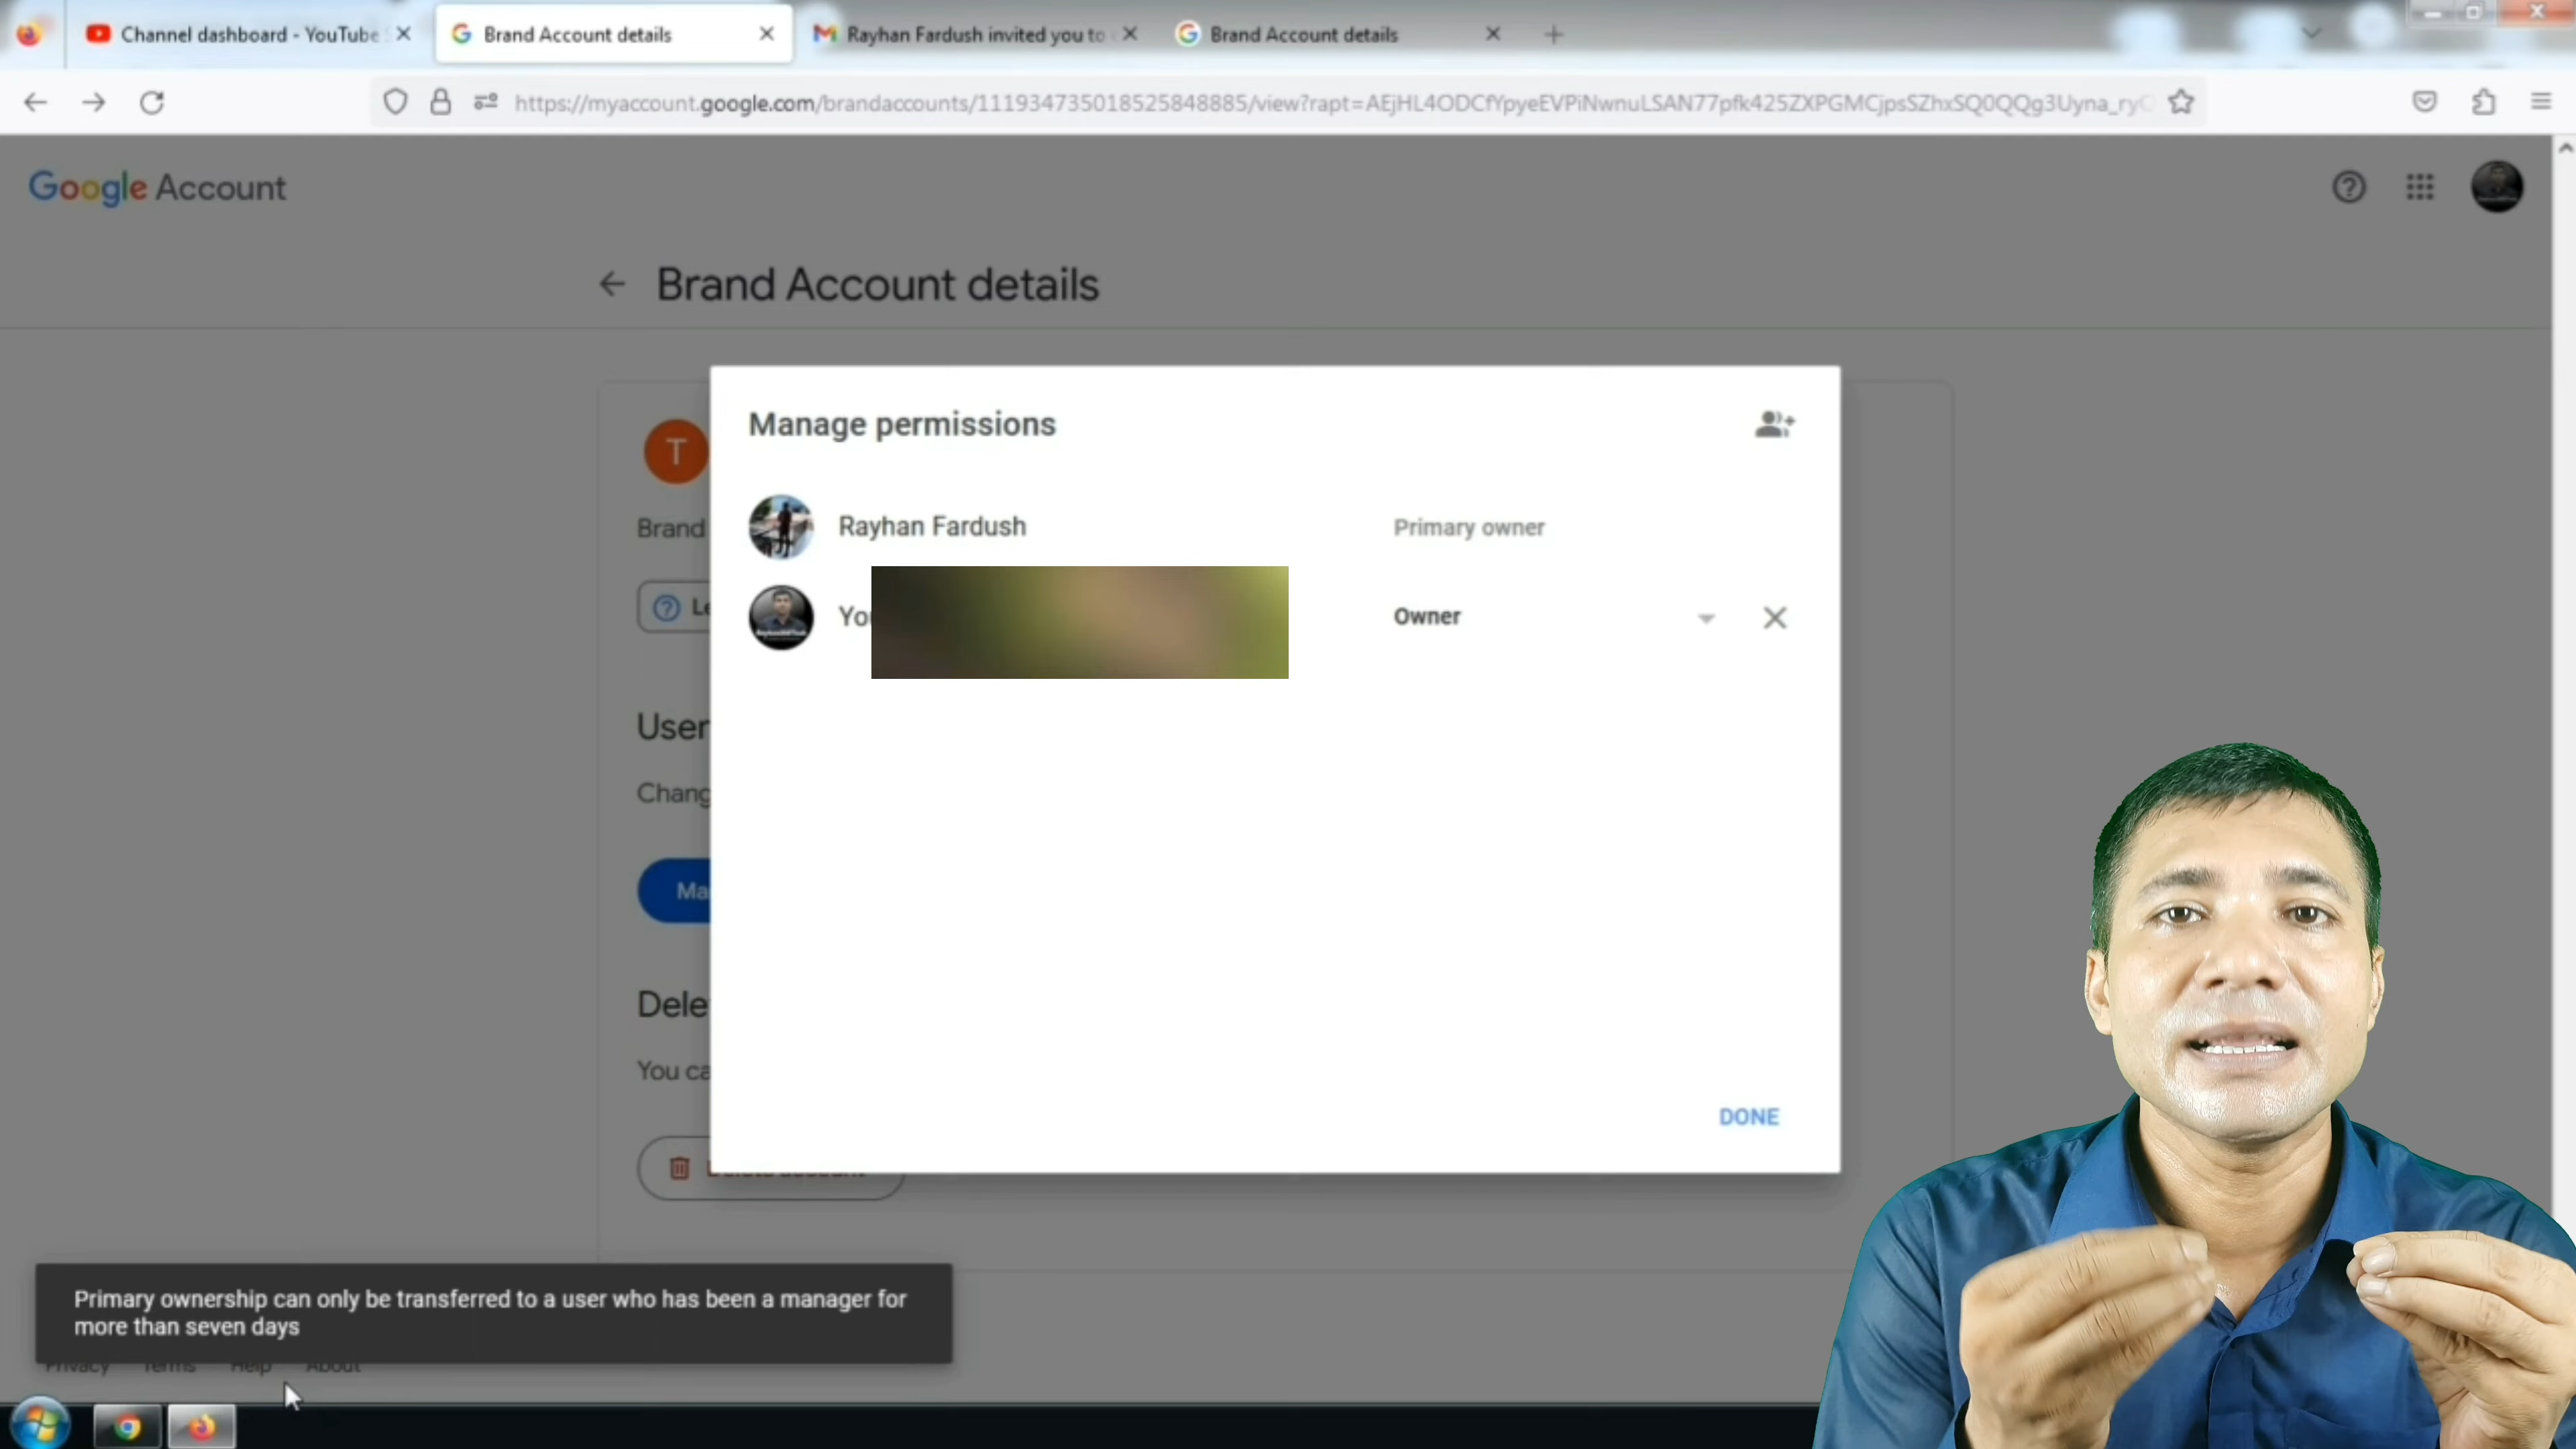 Channel dashboard - YouTube
Brand Account details
Rayhan Fardush invited you to
Brand Account details
https://myaccount.google.com/brandaccounts/111934735018525848885/view?rapt=
Google Account
Brand Account details
T
Brand
Le
User
Chang
Ma
Dele
You ca
Manage permissions
Rayhan Fardush
Primary owner
You
Owner
DONE
Primary ownership can only be transferred to a user who has been a manager for
more than seven days
Privacy Terms Help About